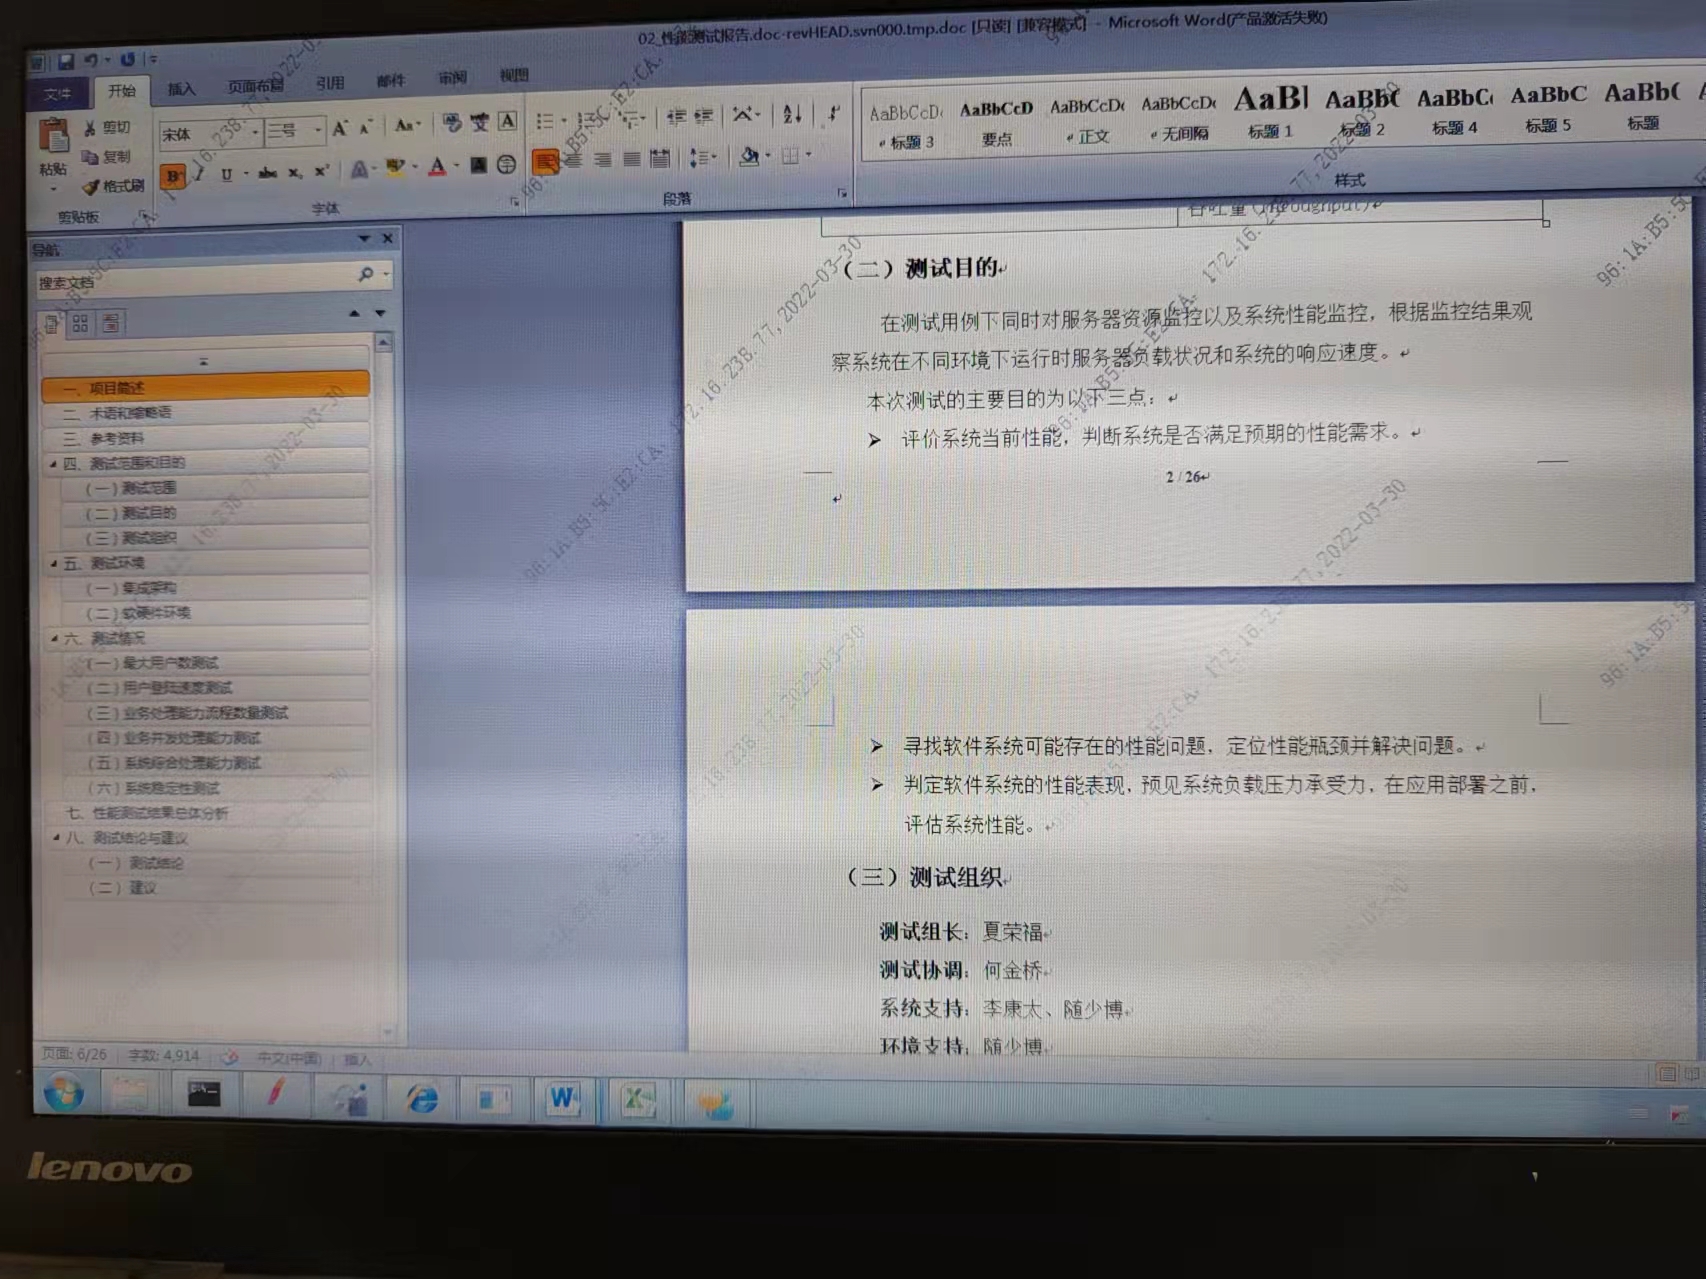 02_性能测试报告.doc-revHEAD.svn000.tmp.doc [只读] [兼容模式] - Microsoft Word(产品激活失败)
文件 开始 插入 页面布局 引用 邮件 审阅 视图
粘贴 剪切 复制 格式刷
剪贴板
宋体 三号
字体
段落
AaBbCcD 标题 3
AaBbCcD 要点
AaBbCcDc 正文
AaBbCcDc 无间隔
AaBl 标题 1
AaBb( 标题 2
AaBbC 标题 4
AaBbC 标题 5
AaBb( 标题
样式
导航
搜索文档
一、项目简述
二、术语和缩略语
三、参考资料
四、测试范围和目的
（一）测试范围
（二）测试目的
（三）测试组织
五、测试环境
（一）集成架构
（二）软硬件环境
六、测试情况
（一）最大用户数测试
（二）用户登陆速度测试
（三）业务处理能力流程数量测试
（四）业务并发处理能力测试
（五）系统综合处理能力测试
（六）系统稳定性测试
七、性能测试结果总体分析
八、测试结论与建议
（一）测试结论
（二）建议
吞吐量（Throughput）
（二）测试目的
在测试用例下同时对服务器资源监控以及系统性能监控，根据监控结果观
察系统在不同环境下运行时服务器负载状况和系统的响应速度。
本次测试的主要目的为以下三点：
➢ 评价系统当前性能，判断系统是否满足预期的性能需求。
2 / 26
➢ 寻找软件系统可能存在的性能问题，定位性能瓶颈并解决问题。
➢ 判定软件系统的性能表现，预见系统负载压力承受力，在应用部署之前，
评估系统性能。
（三）测试组织
测试组长：夏荣福
测试协调：何金桥
系统支持：李康太、随少博
环境支持：随少博
页面: 6/26 字数: 4,914 中文(中国) 插入
96:1A:B5:5C:E2:CA, 172.16.238.77,2022-03-30
lenovo